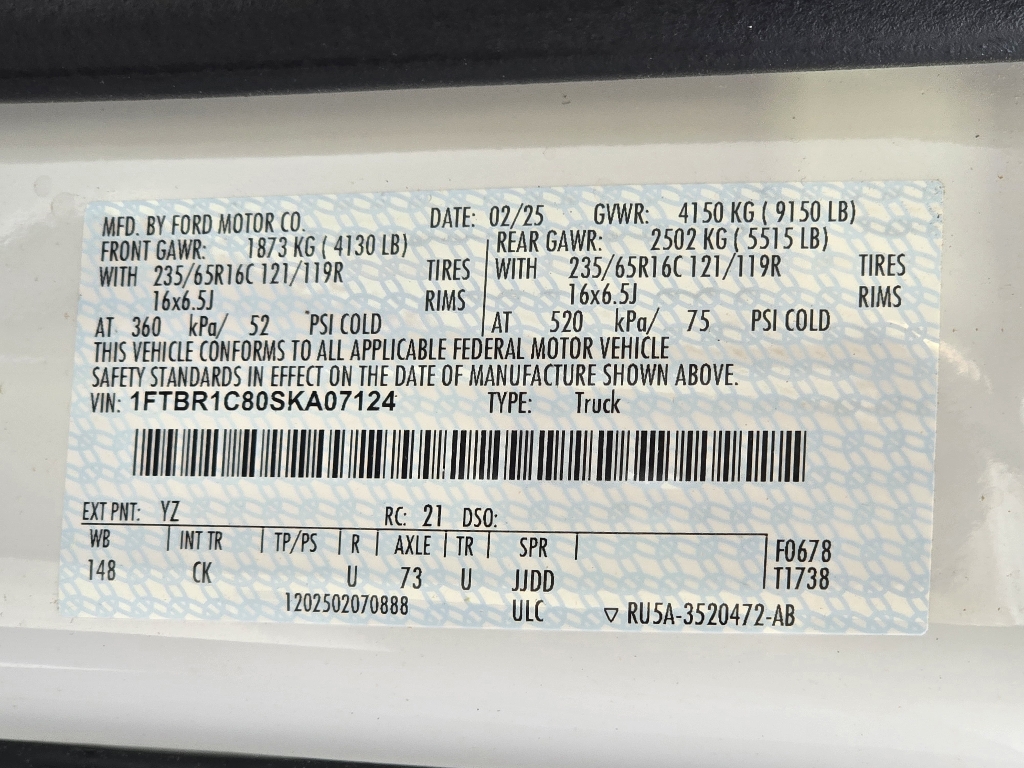 MFD. BY FORD MOTOR CO. DATE: 02/25 GVWR: 4150 KG ( 9150 LB)
FRONT GAWR: 1873 KG ( 4130 LB) REAR GAWR: 2502 KG ( 5515 LB)
WITH 235/65R16C 121/119R TIRES WITH 235/65R16C 121/119R TIRES
16x6.5J RIMS 16x6.5J RIMS
AT 360 kPa/ 52 PSI COLD AT 520 kPa/ 75 PSI COLD
THIS VEHICLE CONFORMS TO ALL APPLICABLE FEDERAL MOTOR VEHICLE
SAFETY STANDARDS IN EFFECT ON THE DATE OF MANUFACTURE SHOWN ABOVE.
VIN: 1FTBR1C80SKA07124 TYPE: Truck
EXT PNT: YZ RC: 21 DSO:
WB INT TR TP/PS R AXLE TR SPR F0678
148 CK U 73 U JJDD T1738
1202502070888 ULC ▽ RU5A-3520472-AB